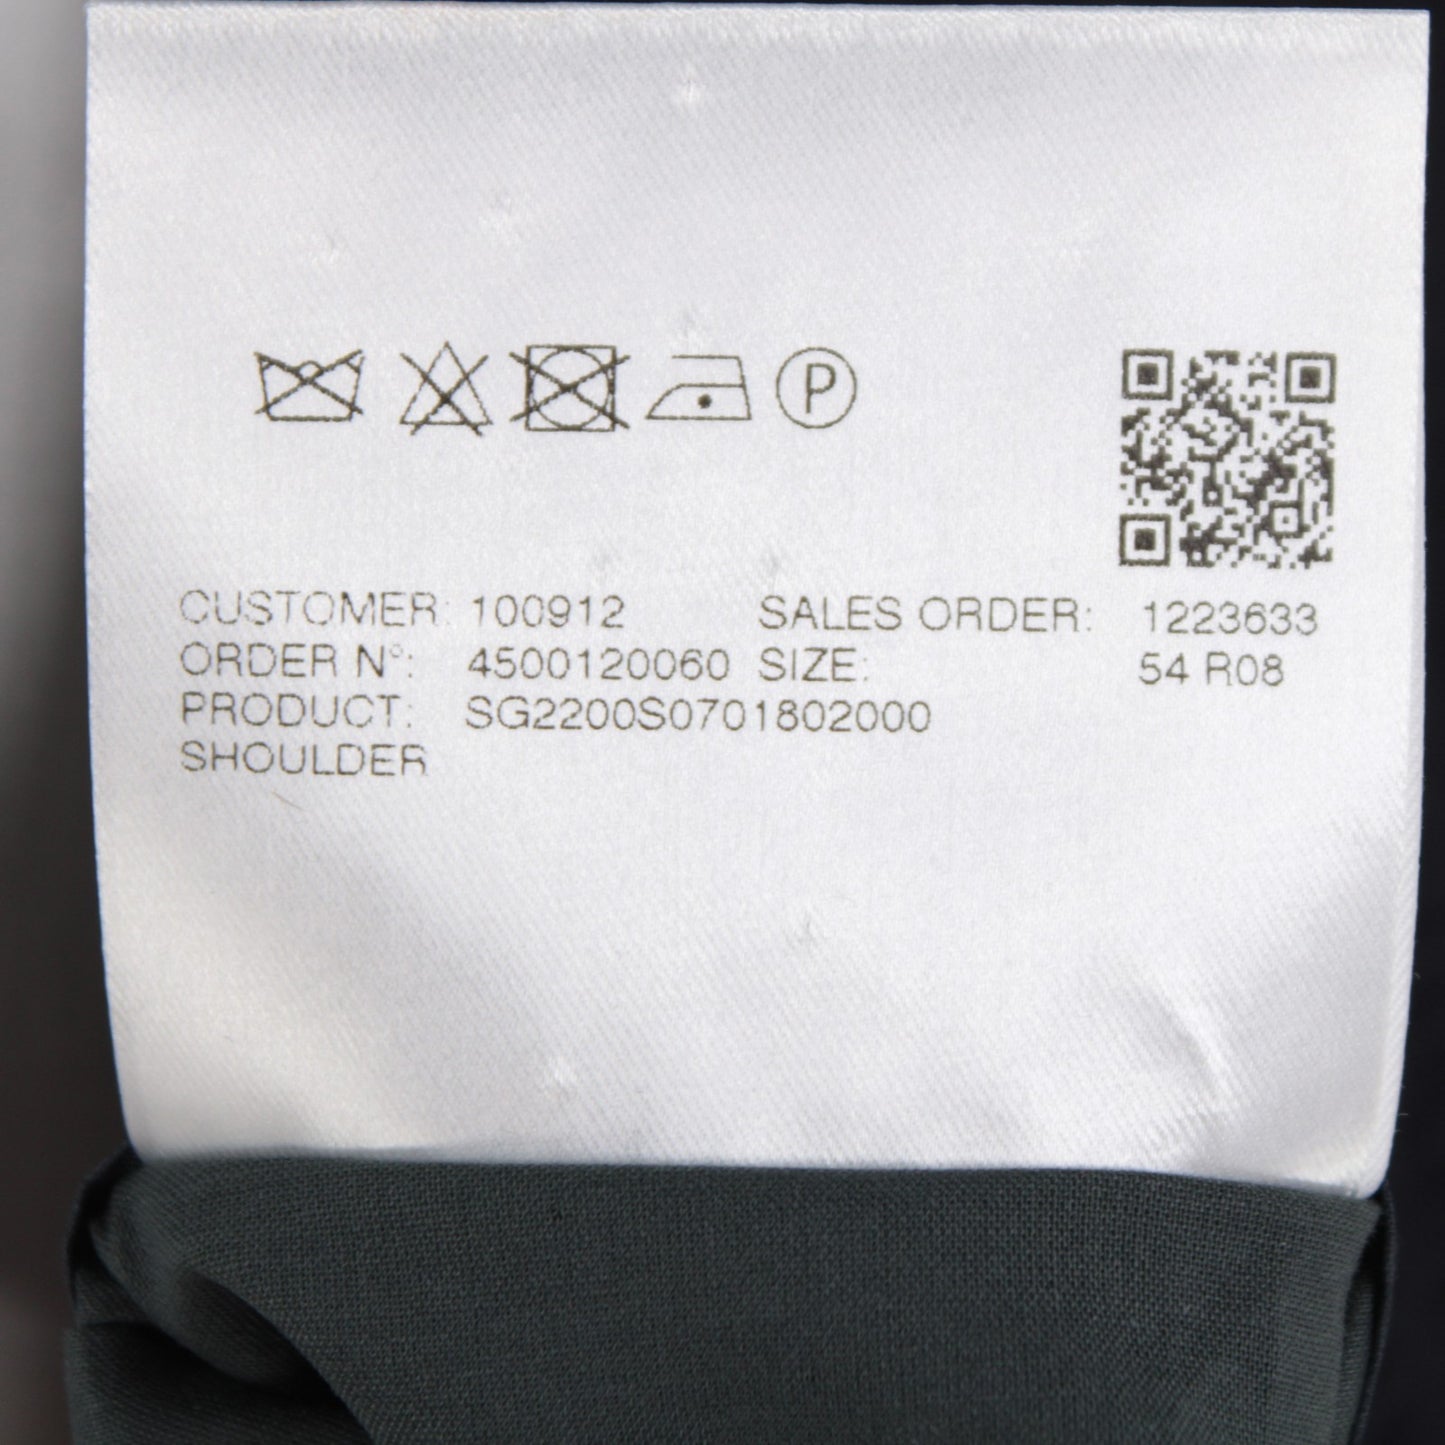 P
CUSTOMER: 100912 SALES ORDER: 1223633
ORDER N°: 4500120060 SIZE: 54 R08
PRODUCT: SG2200S0701802000
SHOULDER